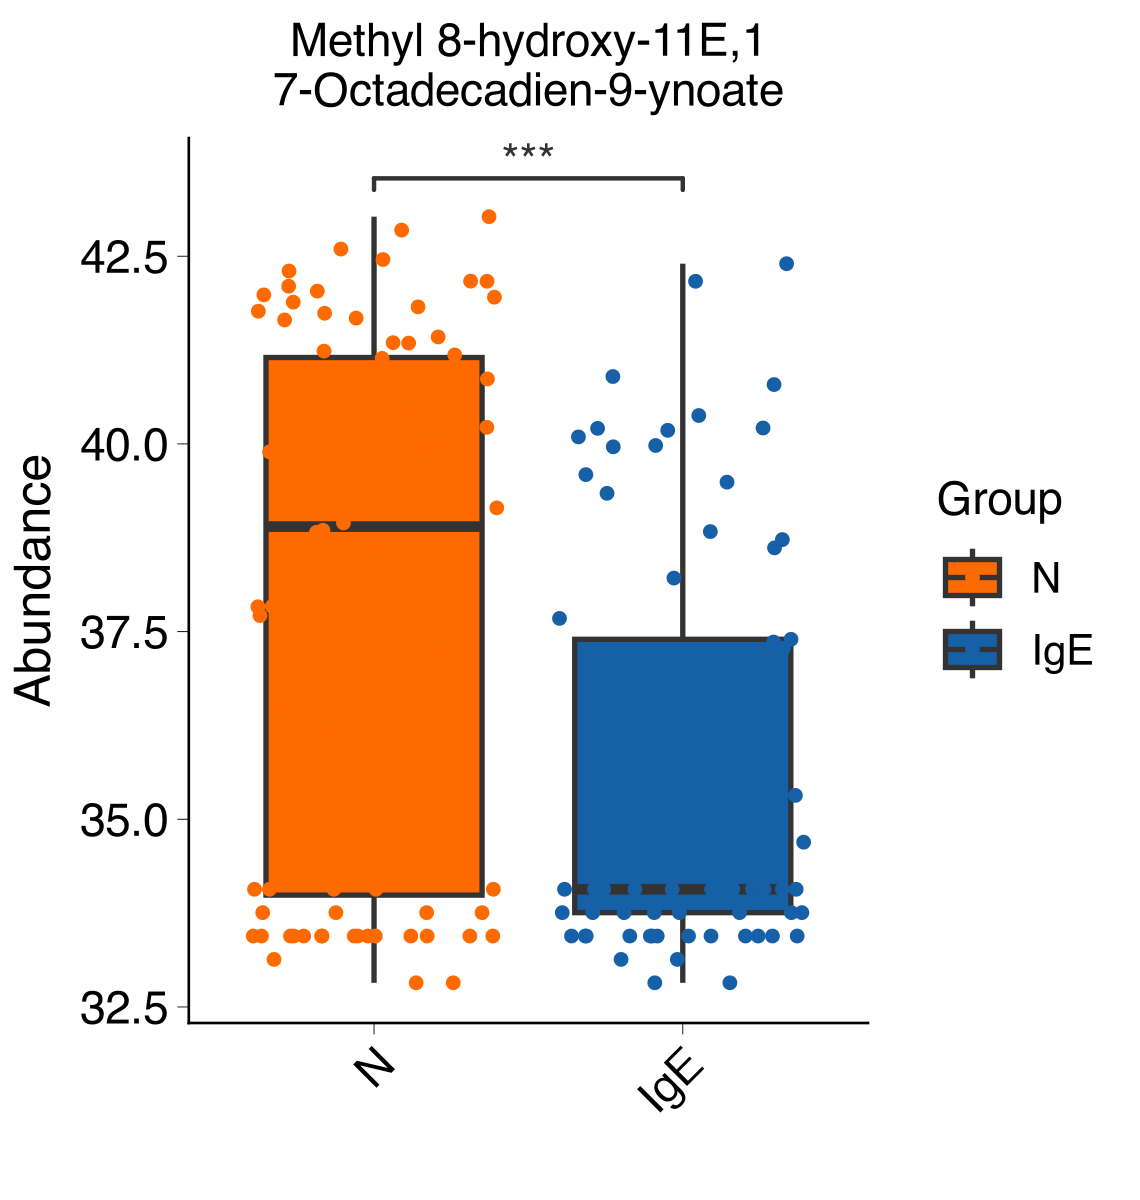 Methyl 8-hydroxy-11E,1
7-Octadecadien-9-ynoate
***
42.5
40.0
37.5
35.0
32.5
Abundance
N
IgE
Group
N
IgE